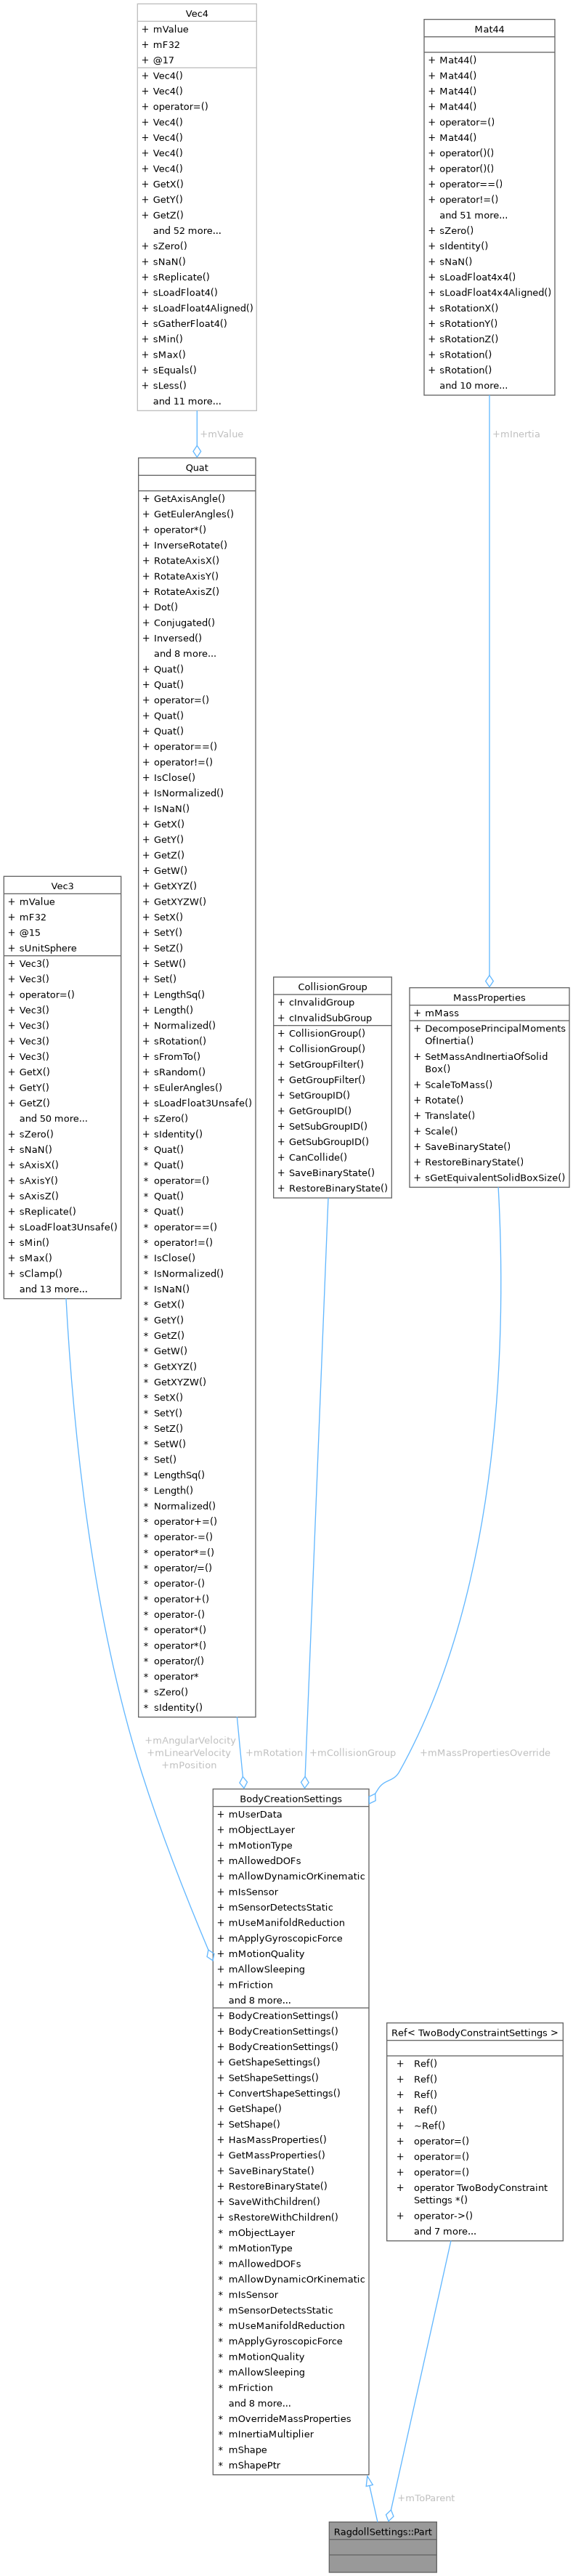 Vec4
+ mValue
+ mF32
+ @17
+ Vec4()
+ Vec4()
+ operator=()
+ Vec4()
+ Vec4()
+ Vec4()
+ Vec4()
+ GetX()
+ GetY()
+ GetZ()
and 52 more...
+ sZero()
+ sNaN()
+ sReplicate()
+ sLoadFloat4()
+ sLoadFloat4Aligned()
+ sGatherFloat4()
+ sMin()
+ sMax()
+ sEquals()
+ sLess()
and 11 more...
Mat44
+ Mat44()
+ Mat44()
+ Mat44()
+ Mat44()
+ operator=()
+ Mat44()
+ operator()()
+ operator()()
+ operator==()
+ operator!=()
and 51 more...
+ sZero()
+ sIdentity()
+ sNaN()
+ sLoadFloat4x4()
+ sLoadFloat4x4Aligned()
+ sRotationX()
+ sRotationY()
+ sRotationZ()
+ sRotation()
+ sRotation()
and 10 more...
+mValue
+mInertia
Quat
+ GetAxisAngle()
+ GetEulerAngles()
+ operator*()
+ InverseRotate()
+ RotateAxisX()
+ RotateAxisY()
+ RotateAxisZ()
+ Dot()
+ Conjugated()
+ Inversed()
and 8 more...
+ Quat()
+ Quat()
+ operator=()
+ Quat()
+ Quat()
+ operator==()
+ operator!=()
+ IsClose()
+ IsNormalized()
+ IsNaN()
+ GetX()
+ GetY()
+ GetZ()
+ GetW()
+ GetXYZ()
+ GetXYZW()
+ SetX()
+ SetY()
+ SetZ()
+ SetW()
+ Set()
+ LengthSq()
+ Length()
+ Normalized()
+ sRotation()
+ sFromTo()
+ sRandom()
+ sEulerAngles()
+ sLoadFloat3Unsafe()
+ sZero()
+ sIdentity()
* Quat()
* Quat()
* operator=()
* Quat()
* Quat()
* operator==()
* operator!=()
* IsClose()
* IsNormalized()
* IsNaN()
* GetX()
* GetY()
* GetZ()
* GetW()
* GetXYZ()
* GetXYZW()
* SetX()
* SetY()
* SetZ()
* SetW()
* Set()
* LengthSq()
* Length()
* Normalized()
* operator+=()
* operator-=()
* operator*=()
* operator/=()
* operator-()
* operator+()
* operator-()
* operator*()
* operator*()
* operator/()
* operator*
* sZero()
* sIdentity()
Vec3
+ mValue
+ mF32
+ @15
+ sUnitSphere
+ Vec3()
+ Vec3()
+ operator=()
+ Vec3()
+ Vec3()
+ Vec3()
+ Vec3()
+ GetX()
+ GetY()
+ GetZ()
and 50 more...
+ sZero()
+ sNaN()
+ sAxisX()
+ sAxisY()
+ sAxisZ()
+ sReplicate()
+ sLoadFloat3Unsafe()
+ sMin()
+ sMax()
+ sClamp()
and 13 more...
CollisionGroup
+ cInvalidGroup
+ cInvalidSubGroup
+ CollisionGroup()
+ CollisionGroup()
+ SetGroupFilter()
+ GetGroupFilter()
+ SetGroupID()
+ GetGroupID()
+ SetSubGroupID()
+ GetSubGroupID()
+ CanCollide()
+ SaveBinaryState()
+ RestoreBinaryState()
MassProperties
+ mMass
+ DecomposePrincipalMoments
OfInertia()
+ SetMassAndInertiaOfSolid
Box()
+ ScaleToMass()
+ Rotate()
+ Translate()
+ Scale()
+ SaveBinaryState()
+ RestoreBinaryState()
+ sGetEquivalentSolidBoxSize()
+mAngularVelocity
+mLinearVelocity
+mPosition
+mRotation
+mCollisionGroup
+mMassPropertiesOverride
BodyCreationSettings
+ mUserData
+ mObjectLayer
+ mMotionType
+ mAllowedDOFs
+ mAllowDynamicOrKinematic
+ mIsSensor
+ mSensorDetectsStatic
+ mUseManifoldReduction
+ mApplyGyroscopicForce
+ mMotionQuality
+ mAllowSleeping
+ mFriction
and 8 more...
+ BodyCreationSettings()
+ BodyCreationSettings()
+ BodyCreationSettings()
+ GetShapeSettings()
+ SetShapeSettings()
+ ConvertShapeSettings()
+ GetShape()
+ SetShape()
+ HasMassProperties()
+ GetMassProperties()
+ SaveBinaryState()
+ RestoreBinaryState()
+ SaveWithChildren()
+ sRestoreWithChildren()
* mObjectLayer
* mMotionType
* mAllowedDOFs
* mAllowDynamicOrKinematic
* mIsSensor
* mSensorDetectsStatic
* mUseManifoldReduction
* mApplyGyroscopicForce
* mMotionQuality
* mAllowSleeping
* mFriction
and 8 more...
* mOverrideMassProperties
* mInertiaMultiplier
* mShape
* mShapePtr
Ref< TwoBodyConstraintSettings >
+ Ref()
+ Ref()
+ Ref()
+ Ref()
+ ~Ref()
+ operator=()
+ operator=()
+ operator=()
+ operator TwoBodyConstraint
Settings *()
+ operator->()
and 7 more...
+mToParent
RagdollSettings::Part